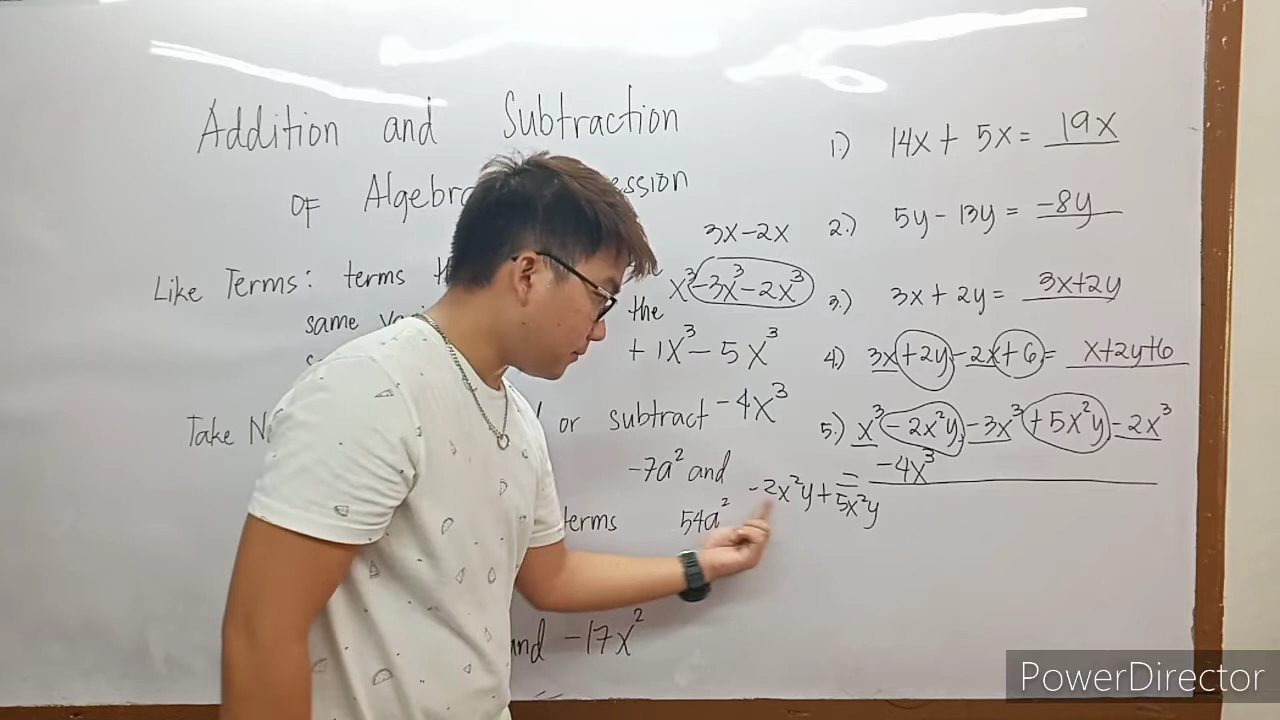 Addition and Subtraction
OF Algebra ession
Like Terms: terms
same
the
Take
or subtract
-7a² and
terms 54a²
and -17x²
3x-2x
x³-3x³-2x³
+1x³-5x³
-4x³
1.) 14x + 5x = 19x
2.) 5y - 13y = -8y
3.) 3x + 2y = 3x+2y
4.) 3x+2y-2x+6= x+2y+6
5.) x³-2x²y-3x³+5x²y-2x³
= -4x³
-2x²y+5x²y
PowerDirector